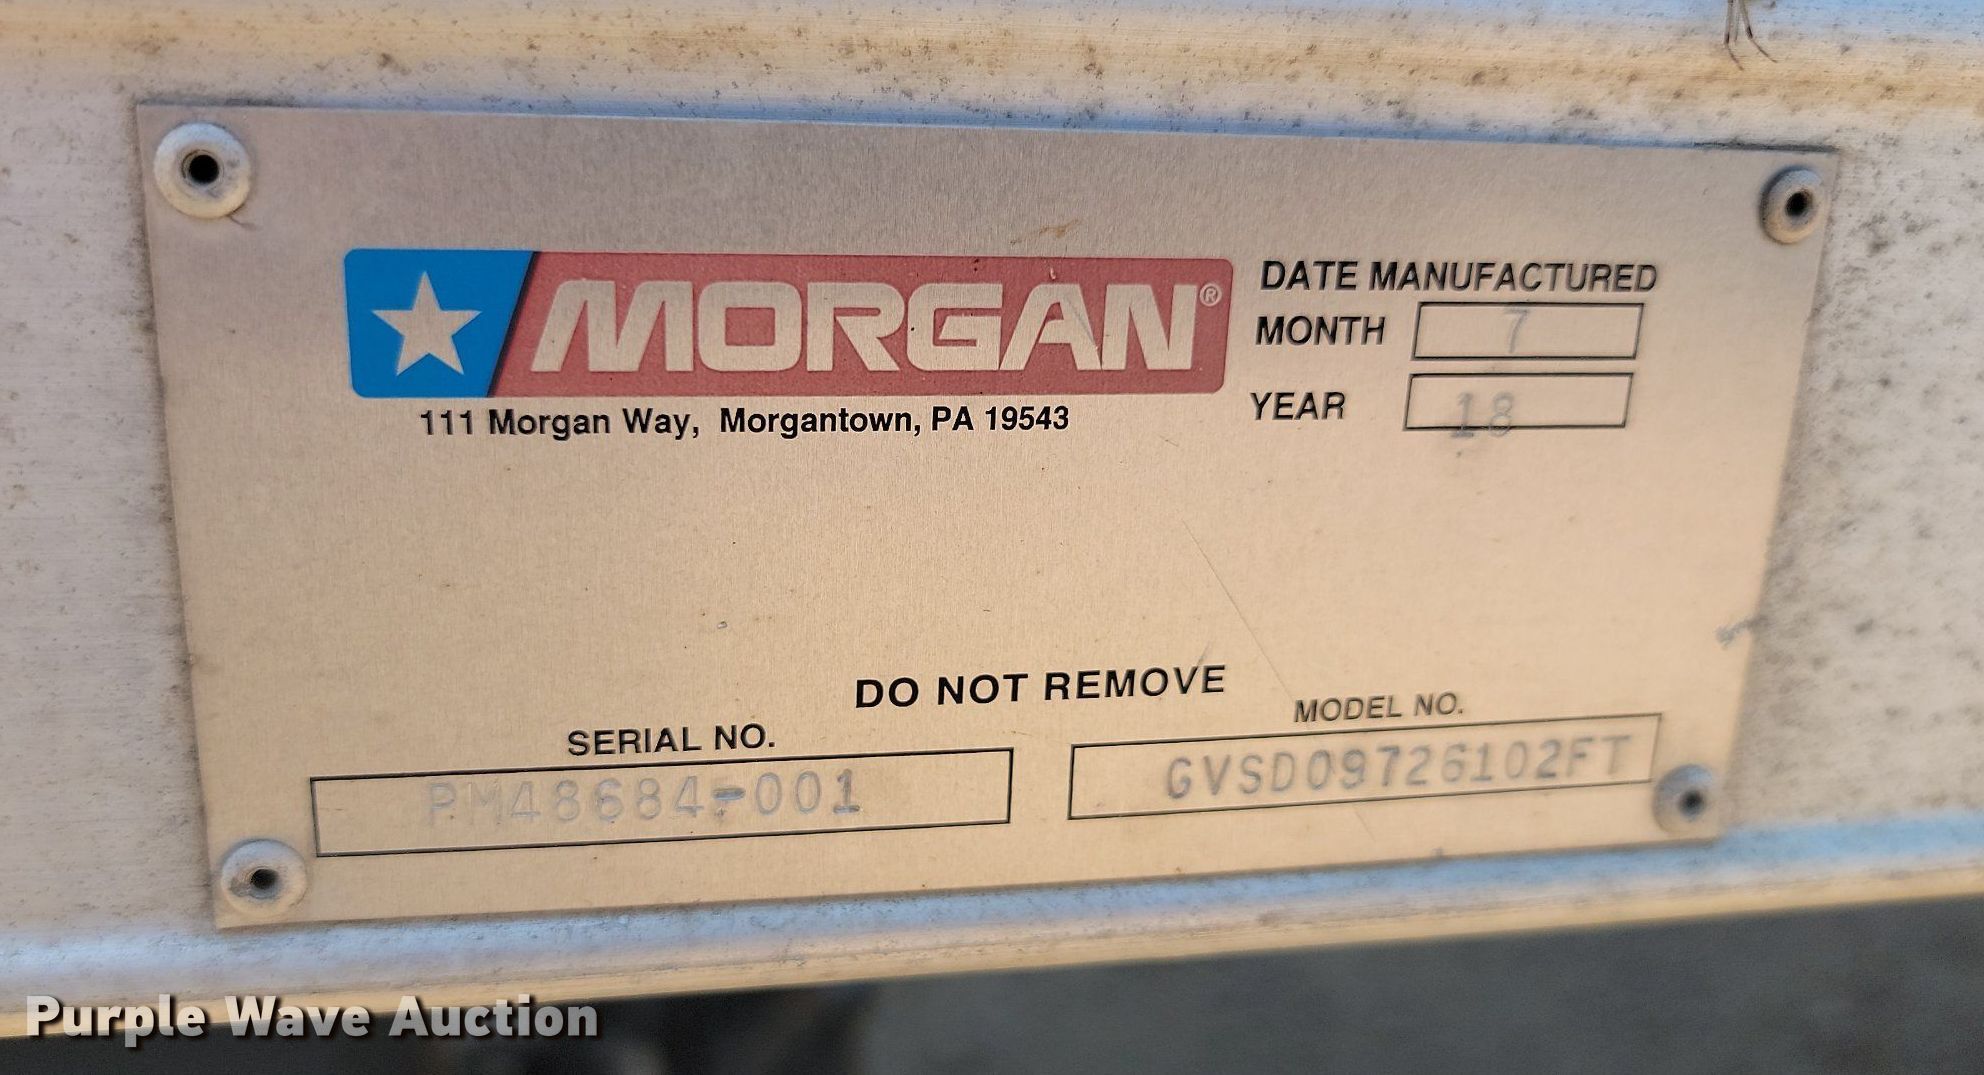 MORGAN®
111 Morgan Way, Morgantown, PA 19543
DATE MANUFACTURED
MONTH 7
YEAR 18
DO NOT REMOVE
SERIAL NO.
PM48684-001
MODEL NO.
GVSD09726102FT
Purple Wave Auction